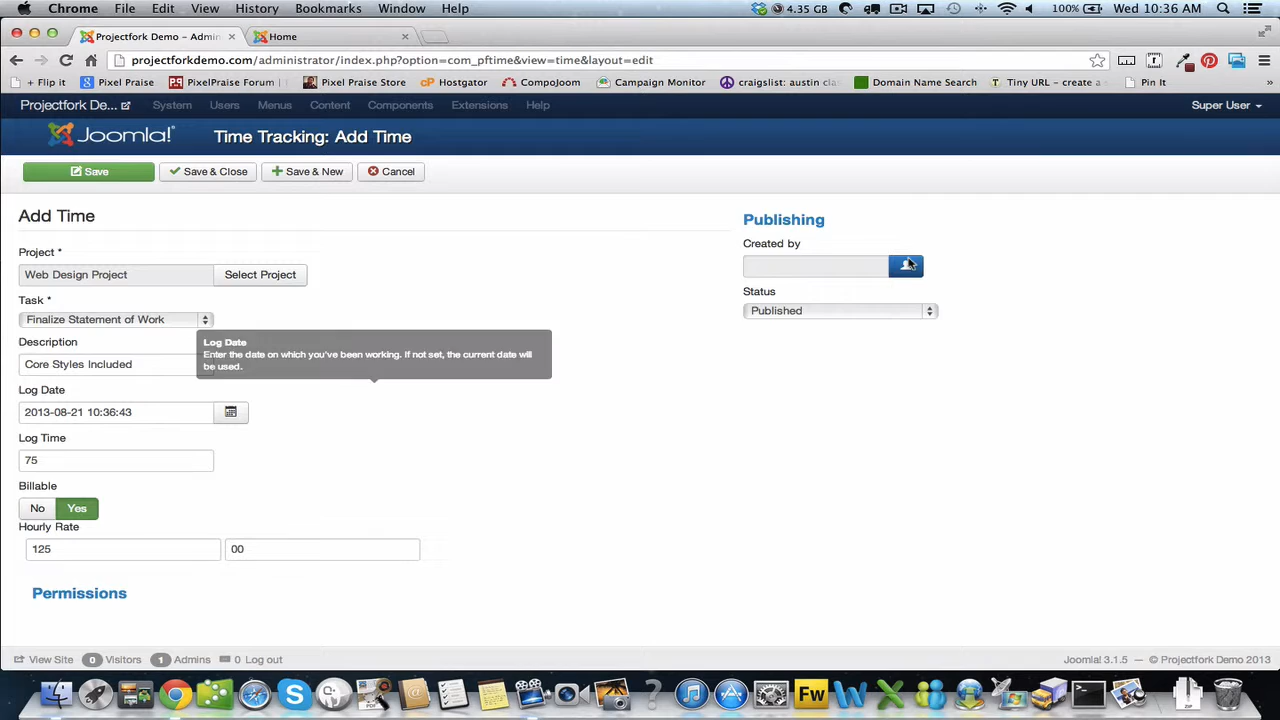 Chrome File Edit View History Bookmarks Window Help 4.35 GB 100% Wed 10:36 AM
Projectfork Demo – Admin Home
projectfork­demo.com/administrator/index.php?option=com_pftime&view=time&layout=edit
+ Flip it Pixel Praise PixelPraise Forum | Pixel Praise Store Hostgator CompoJoom Campaign Monitor craigslist: austin clas Domain Name Search Tiny URL – create a s Pin It »
Projectfork De... System Users Menus Content Components Extensions Help Super User
Joomla! Time Tracking: Add Time
Save Save & Close Save & New Cancel
Add Time
Project *
Web Design Project Select Project
Task *
Finalize Statement of Work
Description
Core Styles Included
Log Date
Enter the date on which you've been working. If not set, the current date will
be used.
Log Date
2013-08-21 10:36:43
Log Time
75
Billable
No Yes
Hourly Rate
125 00
Permissions
Publishing
Created by
Status
Published
View Site 0 Visitors 1 Admins 0 Log out Joomla! 3.1.5 — © Projectfork Demo 2013
Fw